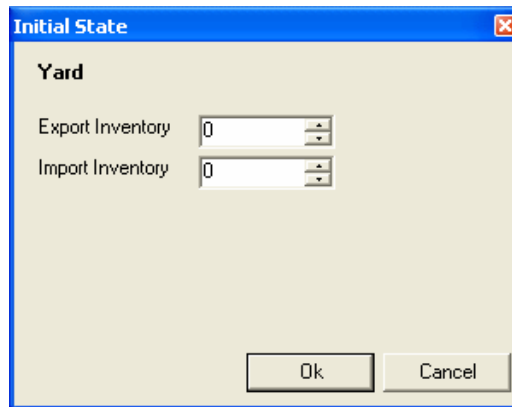 Initial State
Yard
Export Inventory 0
Import Inventory 0
Ok Cancel